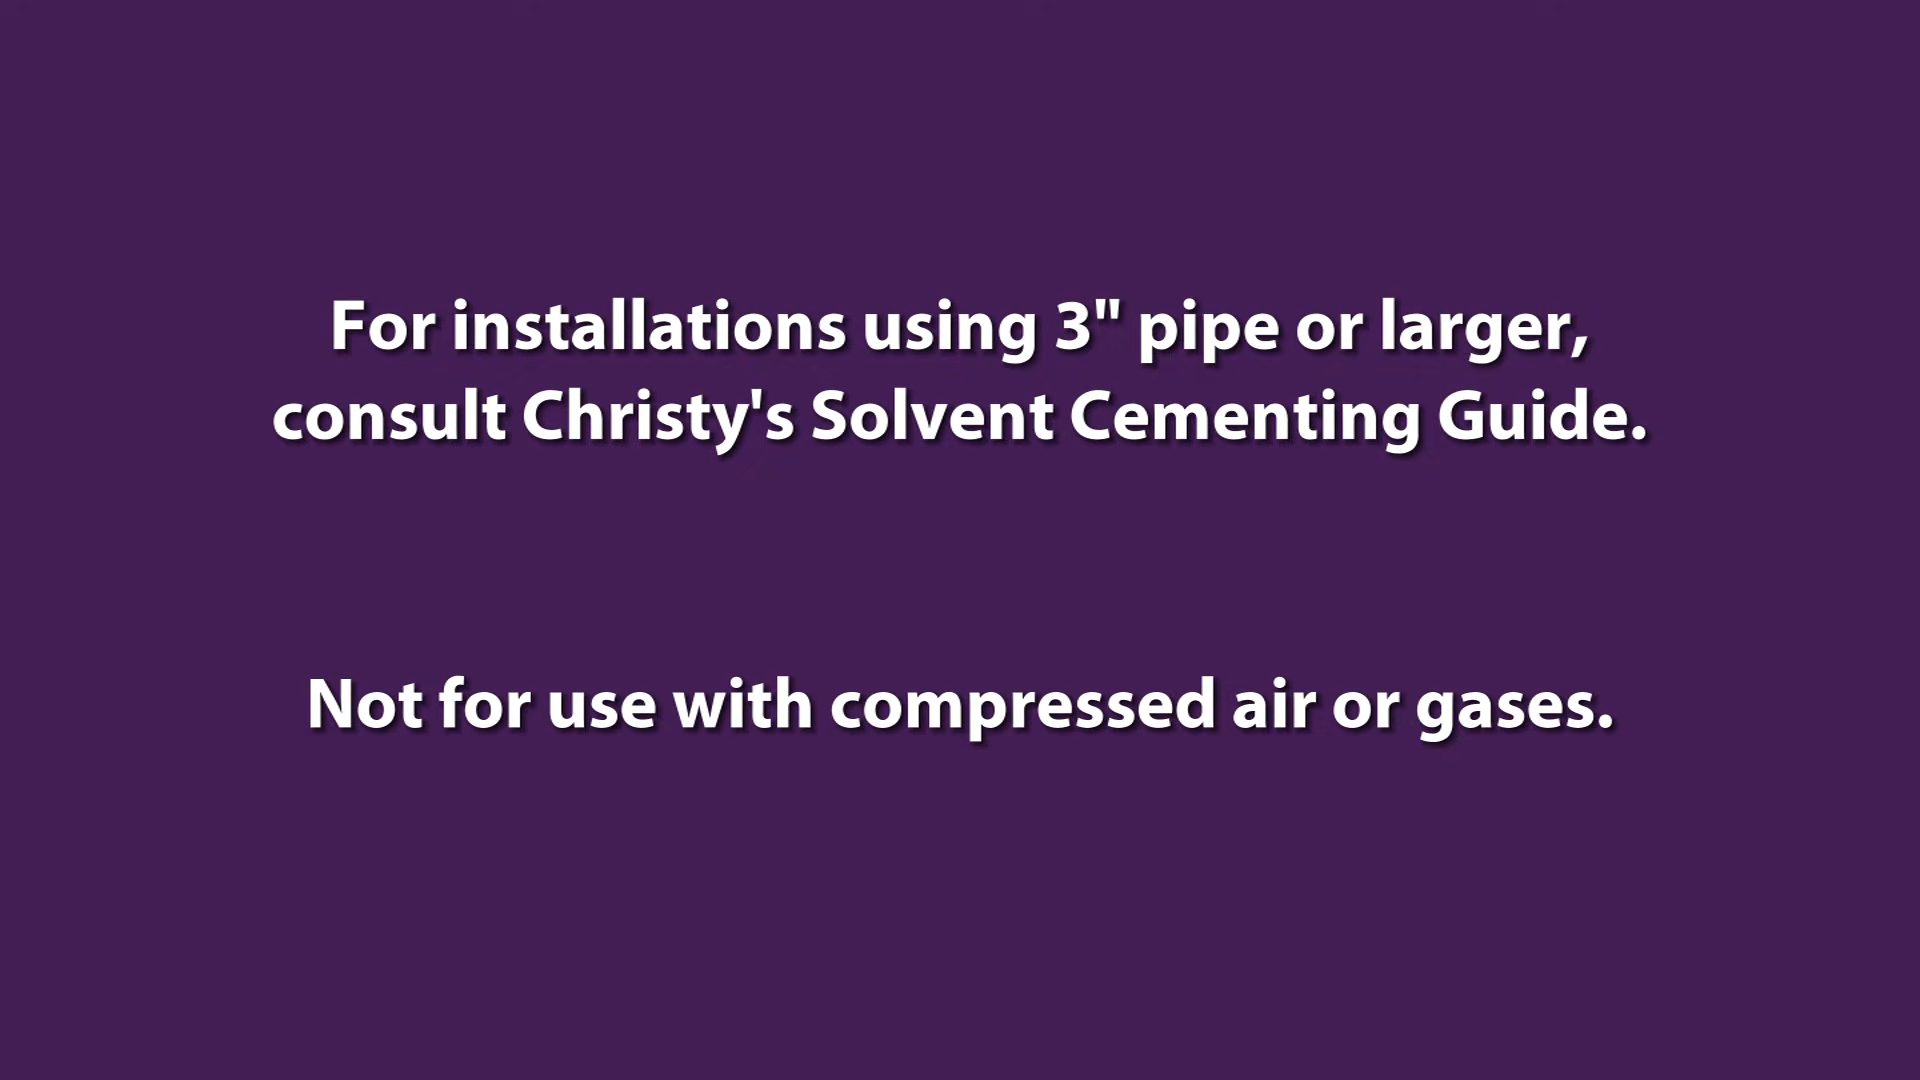 For installations using 3" pipe or larger,
consult Christy's Solvent Cementing Guide.
Not for use with compressed air or gases.